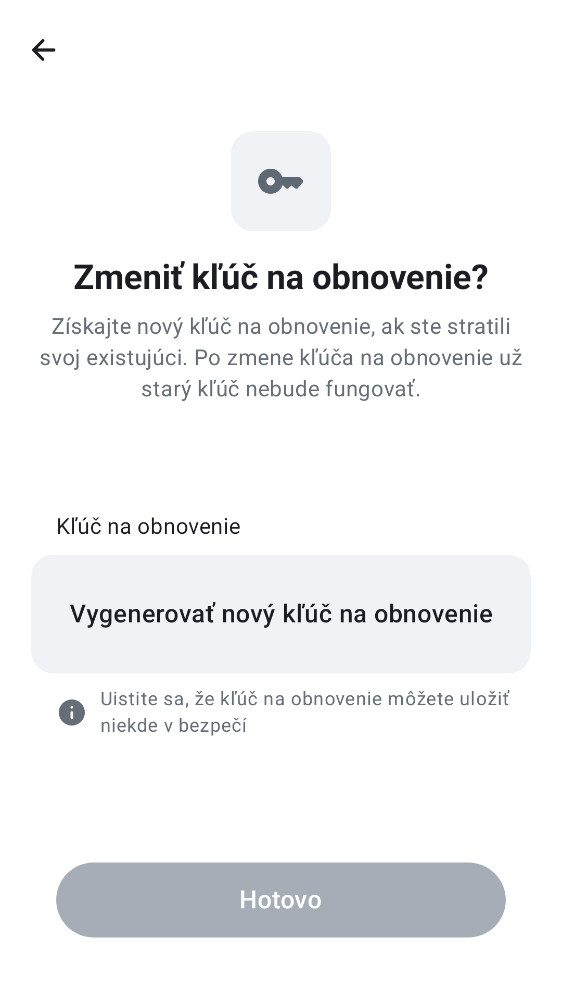 Zmeniť kľúč na obnovenie?
Získajte nový kľúč na obnovenie, ak ste stratili
svoj existujúci. Po zmene kľúča na obnovenie už
starý kľúč nebude fungovať.
Kľúč na obnovenie
Vygenerovať nový kľúč na obnovenie
Uistite sa, že kľúč na obnovenie môžete uložiť
niekde v bezpečí
Hotovo